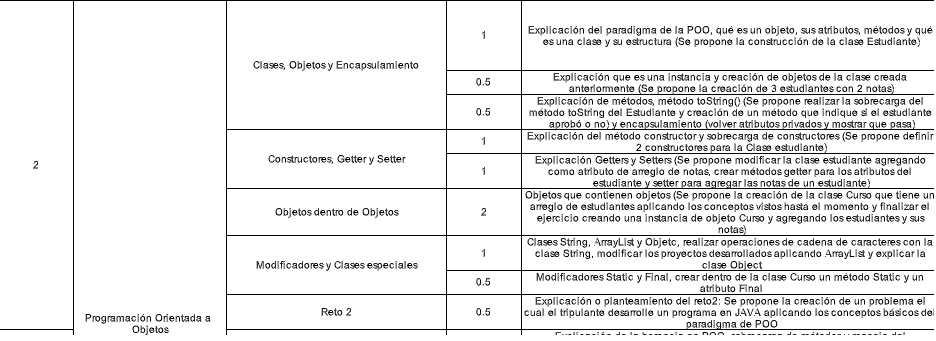 2
Programación Orientada a
Objetos
Clases, Objetos y Encapsulamiento
1
Explicación del paradigma de la POO, qué es un objeto, sus atributos, métodos y qué
es una clase y su estructura (Se propone la construcción de la clase Estudiante)
0.5
Explicación que es una instancia y creación de objetos de la clase creada
anteriormente (Se propone la creación de 3 estudiantes con 2 notas)
0.5
Explicación de métodos, método toString() (Se propone realizar la sobrecarga del
método toString del Estudiante y creación de un método que indique si el estudiante
aprobó o no) y encapsulamiento (volver atributos privados y mostrar que pasa)
Constructores, Getter y Setter
1
Explicación del método constructor y sobrecarga de constructores (Se propone definir
2 constructores para la Clase estudiante)
1
Explicación Getters y Setters (Se propone modificar la clase estudiante agregando
como atributo de arreglo de notas, crear métodos getter para los atributos del
estudiante y setter para agregar las notas de un estudiante)
Objetos dentro de Objetos
2
Objetos que contienen objetos (Se propone la creación de la clase Curso que tiene un
arreglo de estudiantes aplicando los conceptos vistos hasta el momento y finalizar el
ejercicio creando una instancia de objeto Curso y agregando los estudiantes y sus
notas)
Modificadores y Clases especiales
1
Clases String, ArrayList y Objetc, realizar operaciones de cadena de caracteres con la
clase String, modificar los proyectos desarrollados aplicando ArrayList y explicar la
clase Object
0.5
Modificadores Static y Final, crear dentro de la clase Curso un método Static y un
atributo Final
Reto 2
0.5
Explicación o planteamiento del reto2: Se propone la creación de un problema el
cual el tripulante desarrolle un programa en JAVA aplicando los conceptos básicos del
paradigma de POO